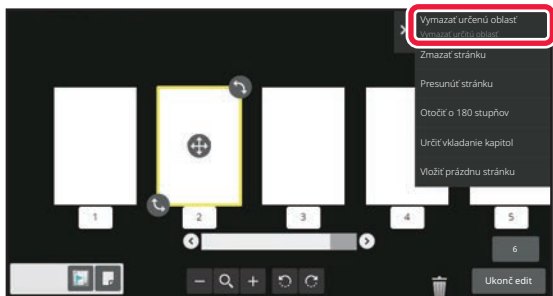 Vymazať určenú oblasť
Vymazať určitú oblasť
Zmazať stránku
Presunúť stránku
Otočiť o 180 stupňov
Určiť vkladanie kapitol
Vložiť prázdnu stránku
1
2
3
4
5
6
Ukonč edit